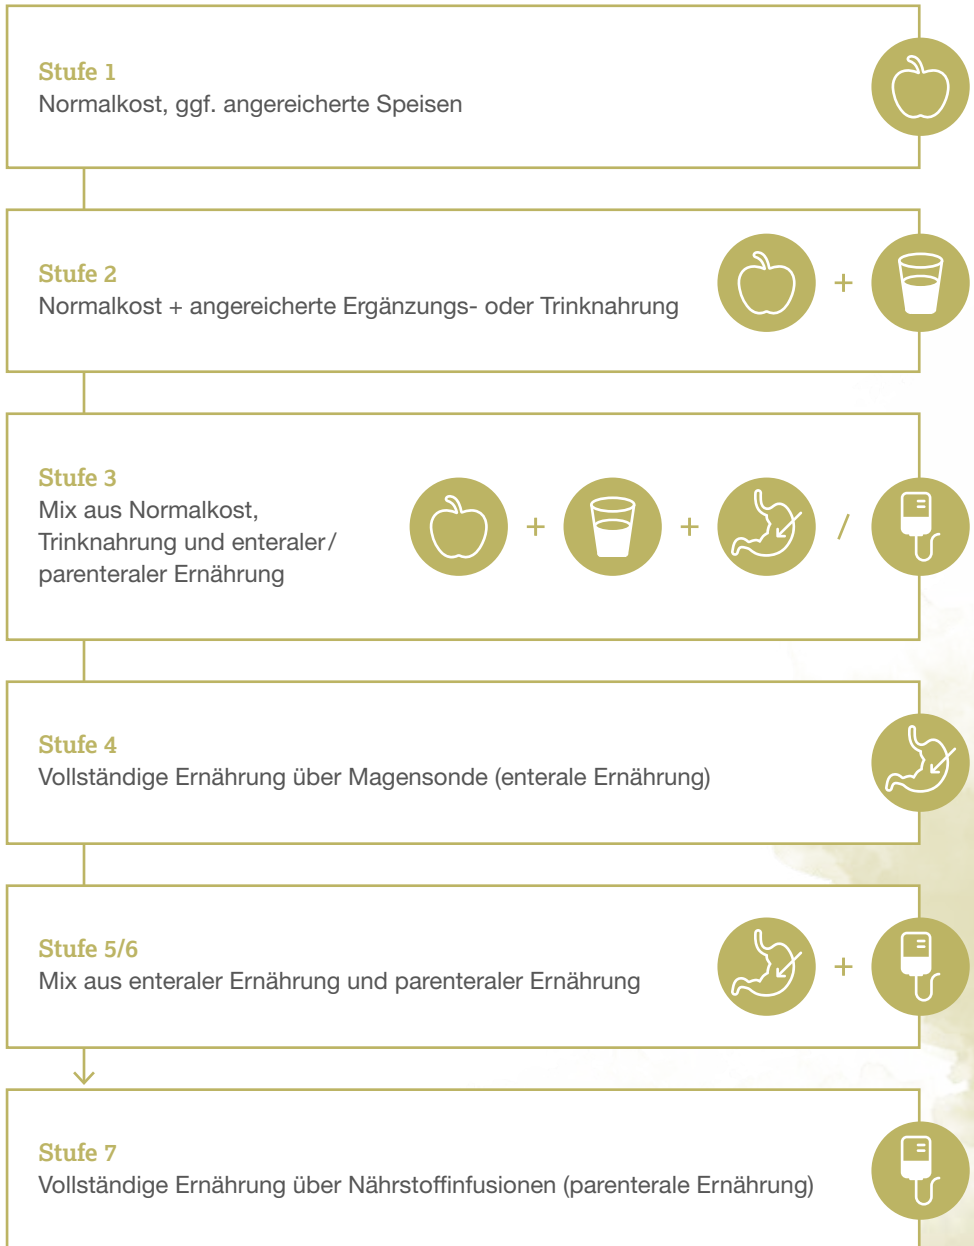 Stufe 1
Normalkost, ggf. angereicherte Speisen
Stufe 2
Normalkost + angereicherte Ergänzungs- oder Trinknahrung
+
Stufe 3
Mix aus Normalkost,
Trinknahrung und enteraler/
parenteraler Ernährung
+ + /
Stufe 4
Vollständige Ernährung über Magensonde (enterale Ernährung)
Stufe 5/6
Mix aus enteraler Ernährung und parenteraler Ernährung
+
Stufe 7
Vollständige Ernährung über Nährstoffinfusionen (parenterale Ernährung)